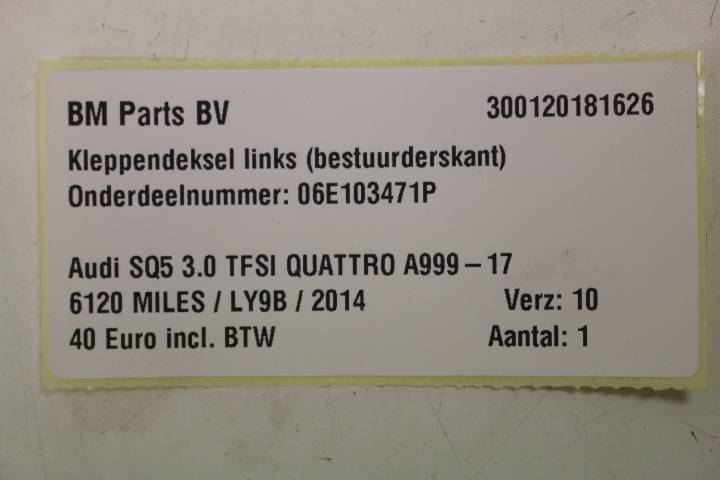 BM Parts BV 300120181626
Kleppendeksel links (bestuurderskant)
Onderdeelnummer: 06E103471P
Audi SQ5 3.0 TFSI QUATTRO A999 - 17
6120 MILES / LY9B / 2014 Verz: 10
40 Euro incl. BTW Aantal: 1